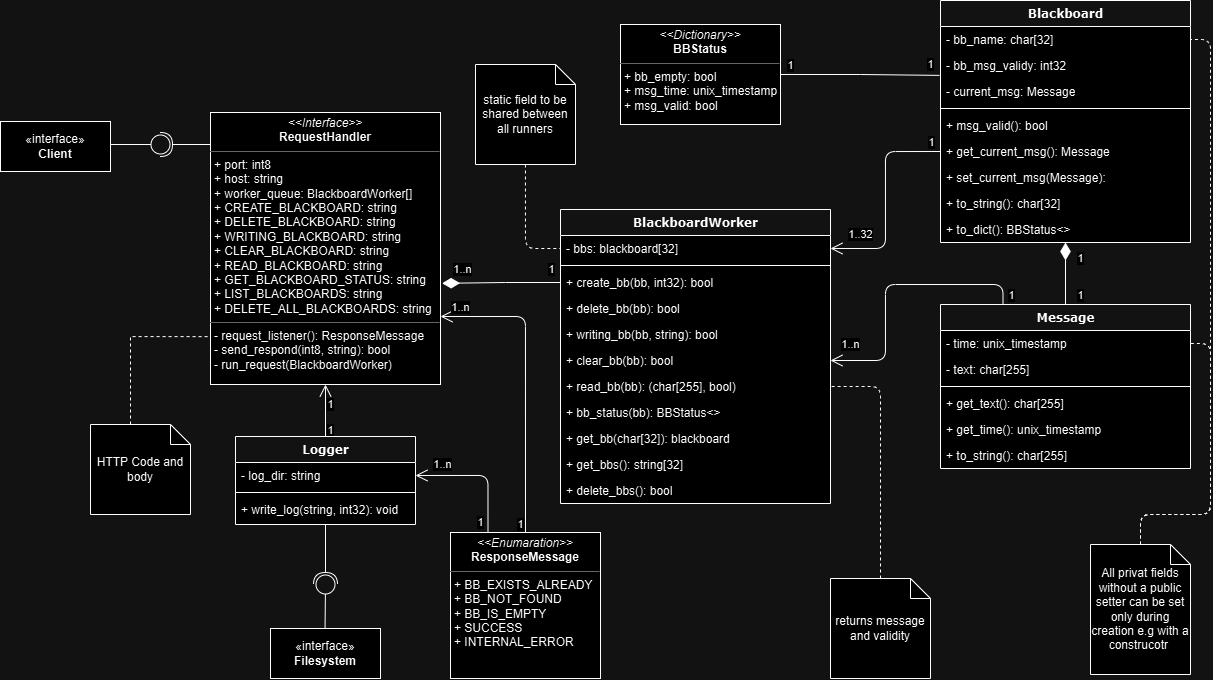 «interface»
Client
<<Interface>>
RequestHandler
+ port: int8
+ host: string
+ worker_queue: BlackboardWorker[]
+ CREATE_BLACKBOARD: string
+ DELETE_BLACKBOARD: string
+ WRITING_BLACKBOARD: string
+ CLEAR_BLACKBOARD: string
+ READ_BLACKBOARD: string
+ GET_BLACKBOARD_STATUS: string
+ LIST_BLACKBOARDS: string
+ DELETE_ALL_BLACKBOARDS: string
- request_listener(): ResponseMessage
- send_respond(int8, string): bool
- run_request(BlackboardWorker)
HTTP Code and
body
1
1
Logger
- log_dir: string
+ write_log(string, int32): void
«interface»
Filesystem
static field to be
shared between
all runners
1..n
1
1..n
1..n
1
1
<<Enumaration>>
ResponseMessage
+ BB_EXISTS_ALREADY
+ BB_NOT_FOUND
+ BB_IS_EMPTY
+ SUCCESS
+ INTERNAL_ERROR
<<Dictionary>>
BBStatus
+ bb_empty: bool
+ msg_time: unix_timestamp
+ msg_valid: bool
1
1
BlackboardWorker
- bbs: blackboard[32]
+ create_bb(bb, int32): bool
+ delete_bb(bb): bool
+ writing_bb(bb, string): bool
+ clear_bb(bb): bool
+ read_bb(bb): (char[255], bool)
+ bb_status(bb): BBStatus<>
+ get_bb(char[32]): blackboard
+ get_bbs(): string[32]
+ delete_bbs(): bool
1
1..32
1
1..n
returns message
and validity
Blackboard
- bb_name: char[32]
- bb_msg_validy: int32
- current_msg: Message
+ msg_valid(): bool
+ get_current_msg(): Message
+ set_current_msg(Message):
+ to_string(): char[32]
+ to_dict(): BBStatus<>
1
1
Message
- time: unix_timestamp
- text: char[255]
+ get_text(): char[255]
+ get_time(): unix_timestamp
+ to_string(): char[255]
All privat fields
without a public
setter can be set
only during
creation e.g with a
construcotr